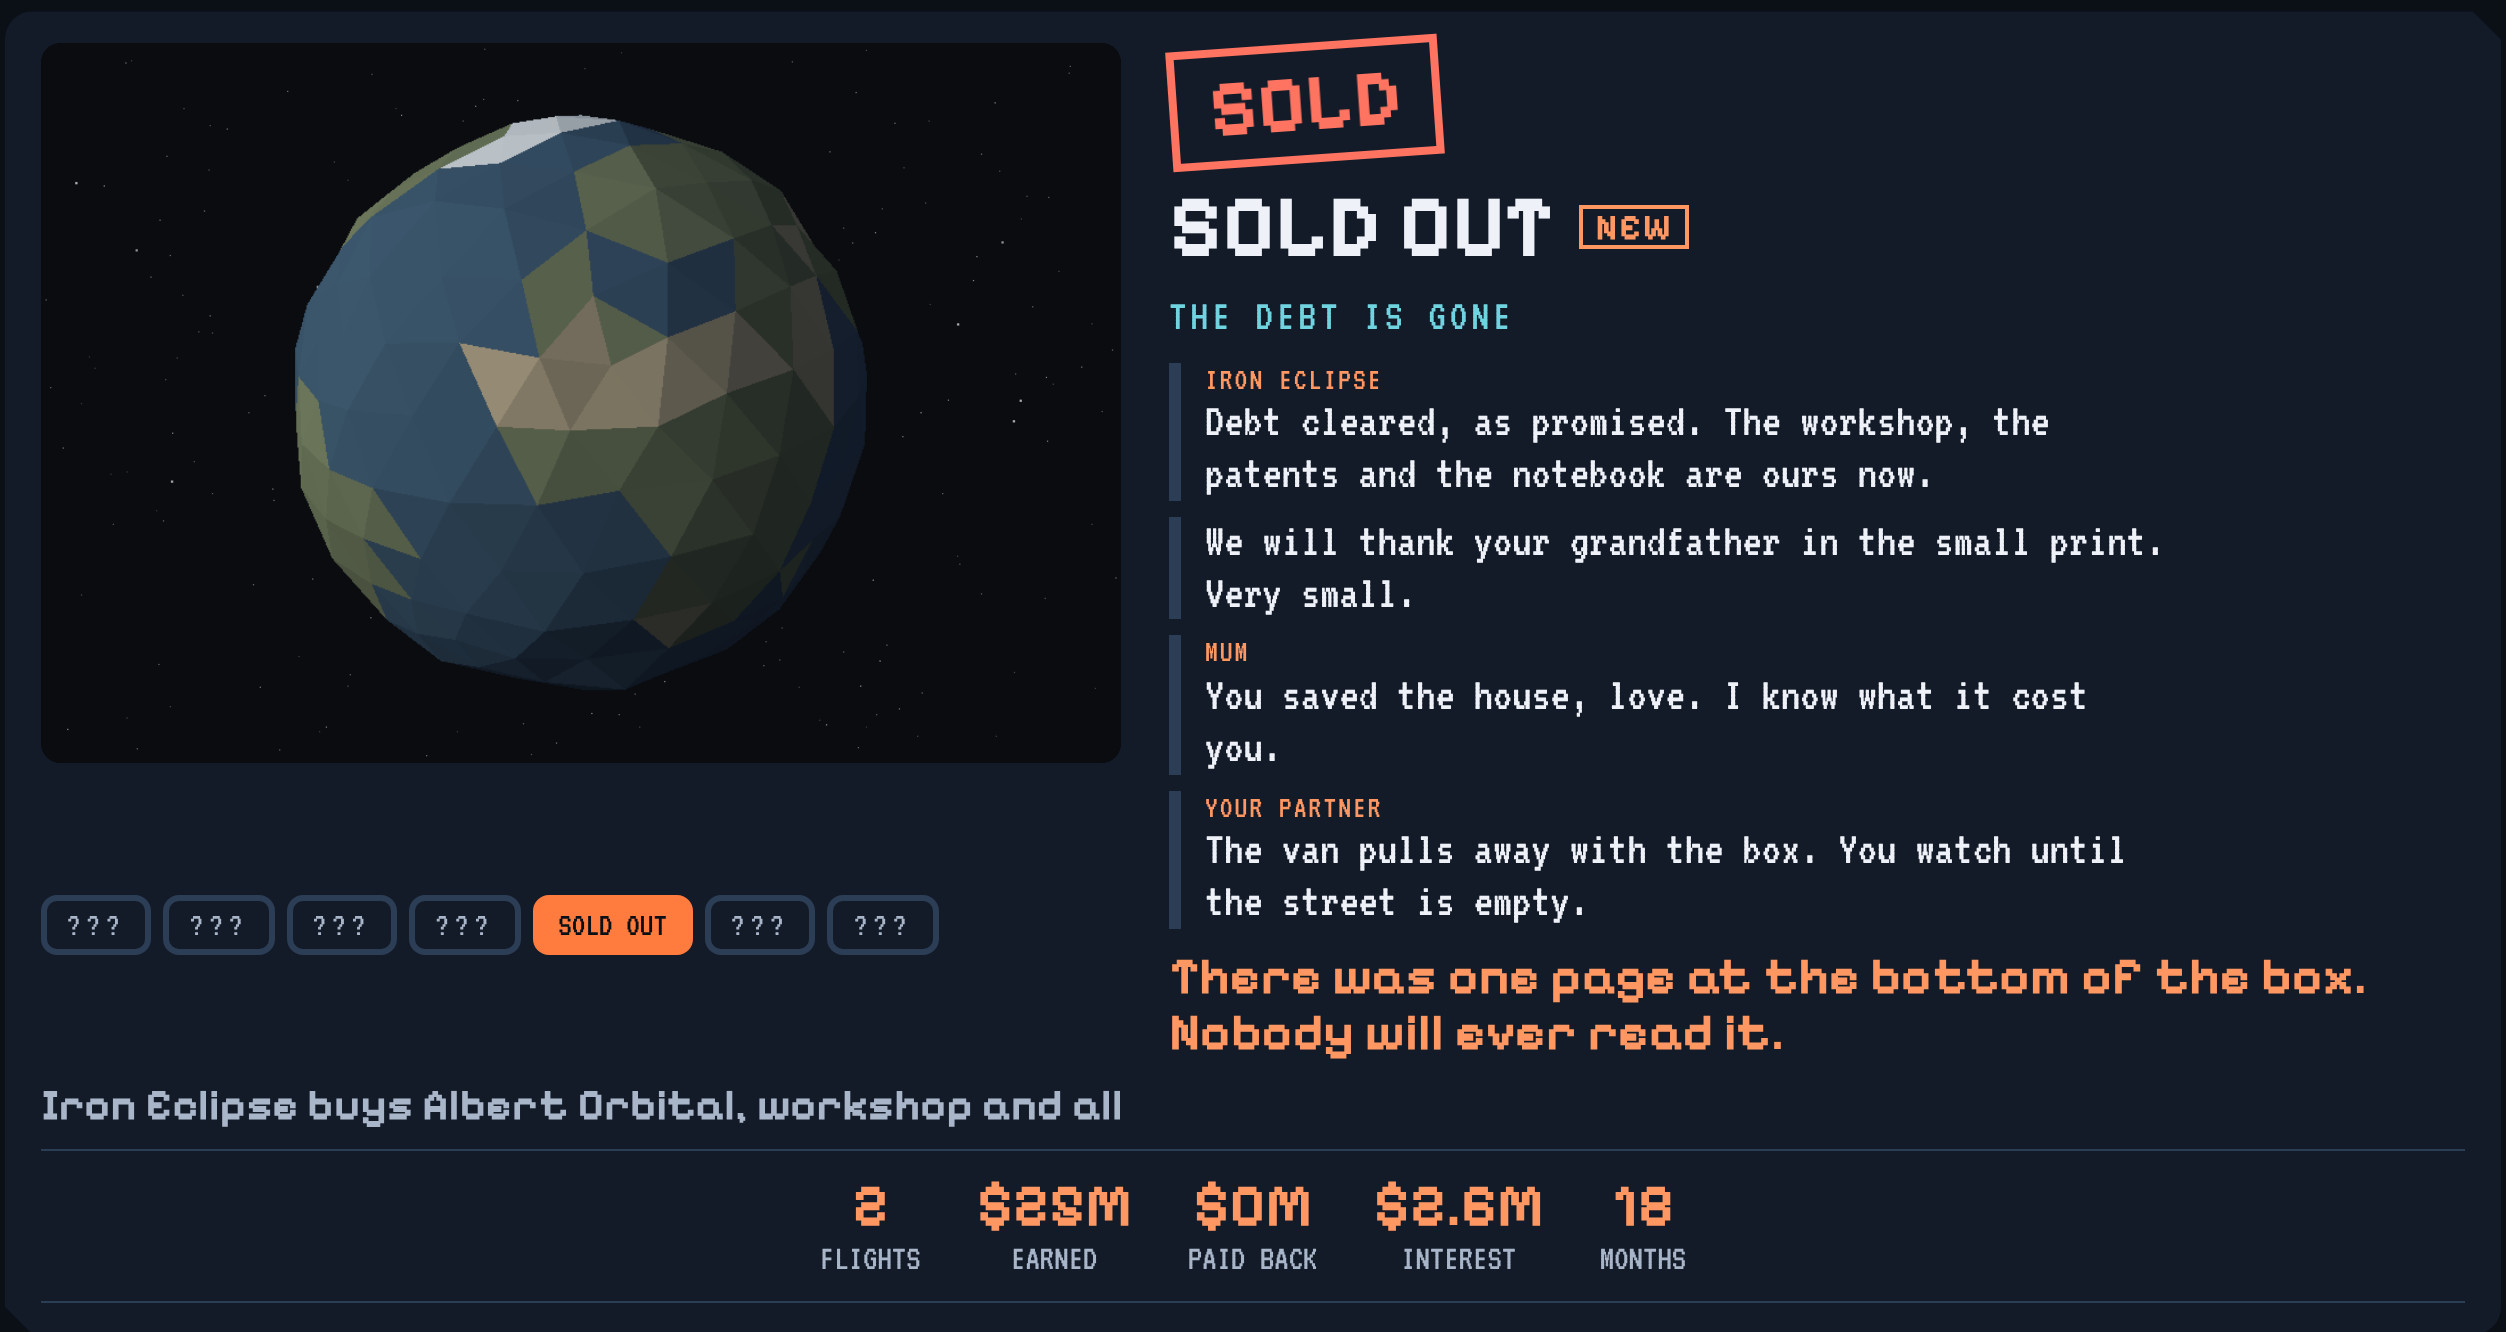 SOLD
SOLD OUT NEW
THE DEBT IS GONE
IRON ECLIPSE
Debt cleared, as promised. The workshop, the
patents and the notebook are ours now.
We will thank your grandfather in the small print.
Very small.
MUM
You saved the house, love. I know what it cost
you.
YOUR PARTNER
The van pulls away with the box. You watch until
the street is empty.
There was one page at the bottom of the box.
Nobody will ever read it.
??? ??? ??? ??? SOLD OUT ??? ???
Iron Eclipse buys Albert Orbital, workshop and all
2 $28M $0M $2.6M 18
FLIGHTS EARNED PAID BACK INTEREST MONTHS